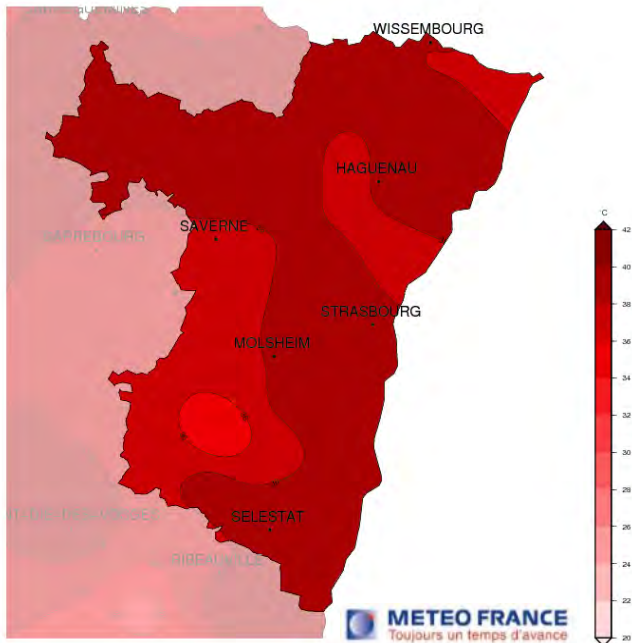 WISSEMBOURG
HAGUENAU
SAVERNE
SARREBOURG
STRASBOURG
MOLSHEIM
SELESTAT
°C
42
40
38
36
34
32
30
28
26
24
22
20
METEO FRANCE
Toujours un temps d'avance